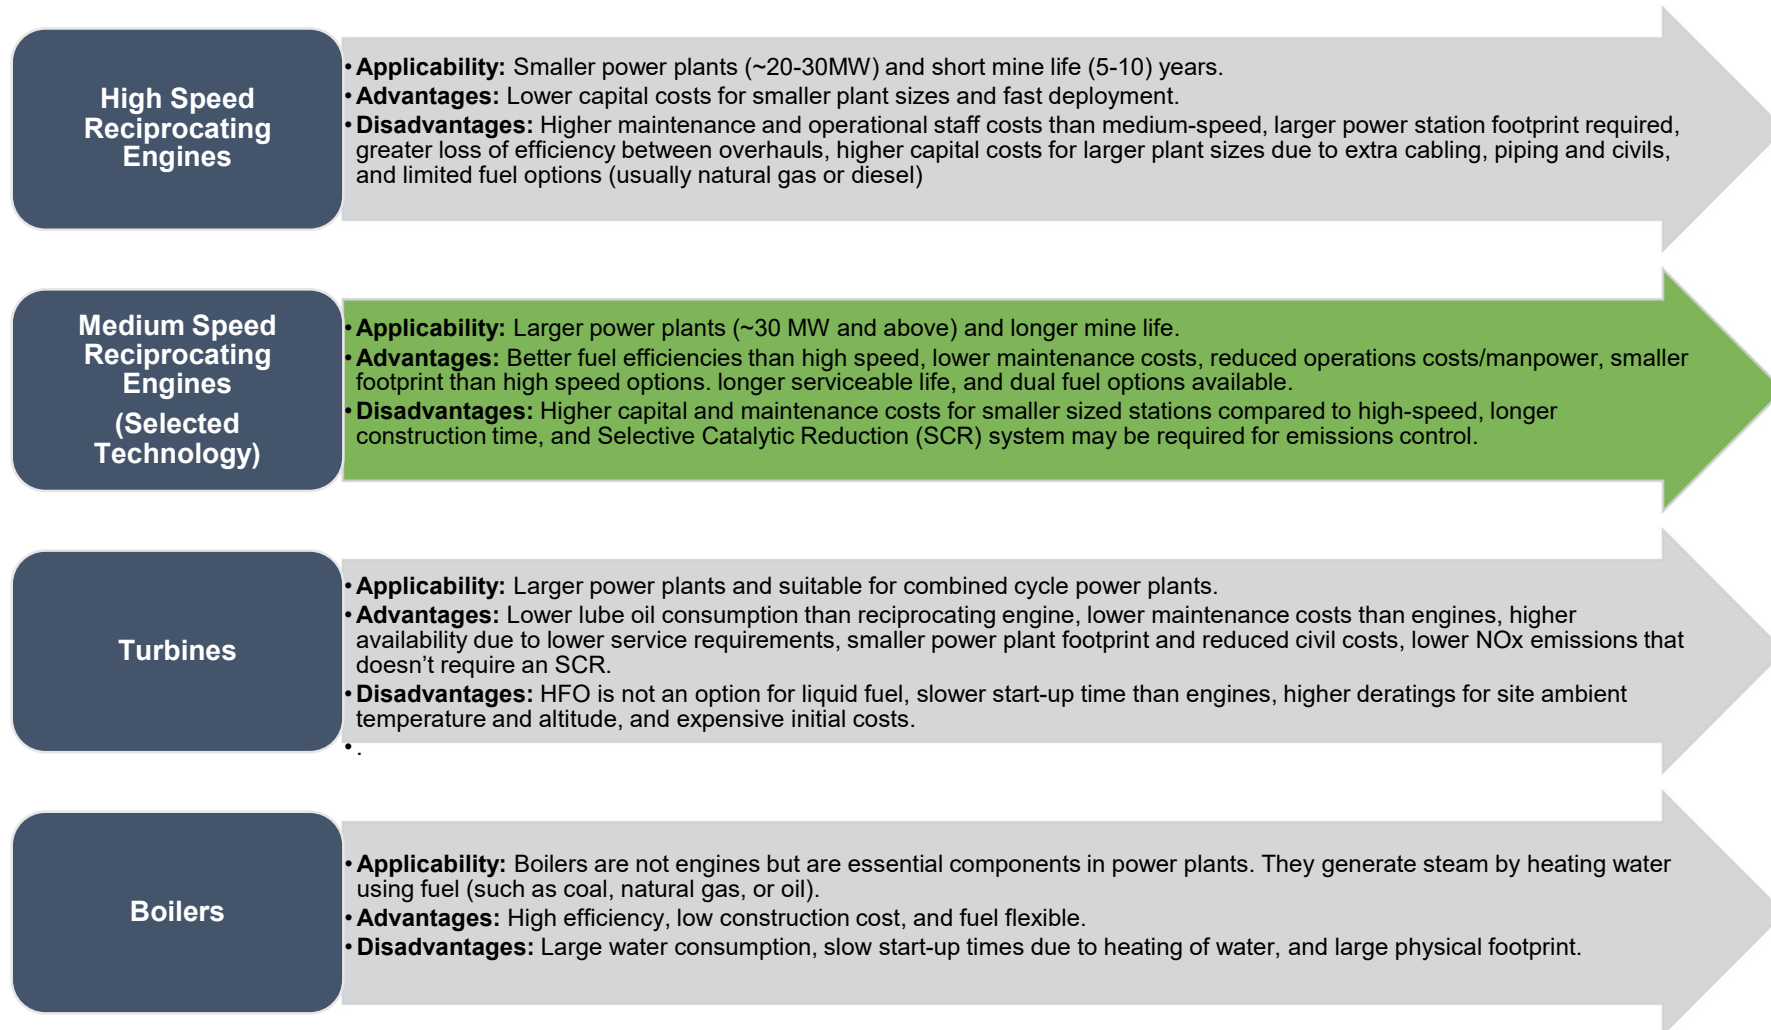 High Speed
Reciprocating
Engines
• Applicability: Smaller power plants (~20-30MW) and short mine life (5-10) years.
• Advantages: Lower capital costs for smaller plant sizes and fast deployment.
• Disadvantages: Higher maintenance and operational staff costs than medium-speed, larger power station footprint required,
greater loss of efficiency between overhauls, higher capital costs for larger plant sizes due to extra cabling, piping and civils,
and limited fuel options (usually natural gas or diesel)
Medium Speed
Reciprocating
Engines
(Selected
Technology)
• Applicability: Larger power plants (~30 MW and above) and longer mine life.
• Advantages: Better fuel efficiencies than high speed, lower maintenance costs, reduced operations costs/manpower, smaller
footprint than high speed options. longer serviceable life, and dual fuel options available.
• Disadvantages: Higher capital and maintenance costs for smaller sized stations compared to high-speed, longer
construction time, and Selective Catalytic Reduction (SCR) system may be required for emissions control.
Turbines
• Applicability: Larger power plants and suitable for combined cycle power plants.
• Advantages: Lower lube oil consumption than reciprocating engine, lower maintenance costs than engines, higher
availability due to lower service requirements, smaller power plant footprint and reduced civil costs, lower NOx emissions that
doesn’t require an SCR.
• Disadvantages: HFO is not an option for liquid fuel, slower start-up time than engines, higher deratings for site ambient
temperature and altitude, and expensive initial costs.
• .
Boilers
• Applicability: Boilers are not engines but are essential components in power plants. They generate steam by heating water
using fuel (such as coal, natural gas, or oil).
• Advantages: High efficiency, low construction cost, and fuel flexible.
• Disadvantages: Large water consumption, slow start-up times due to heating of water, and large physical footprint.